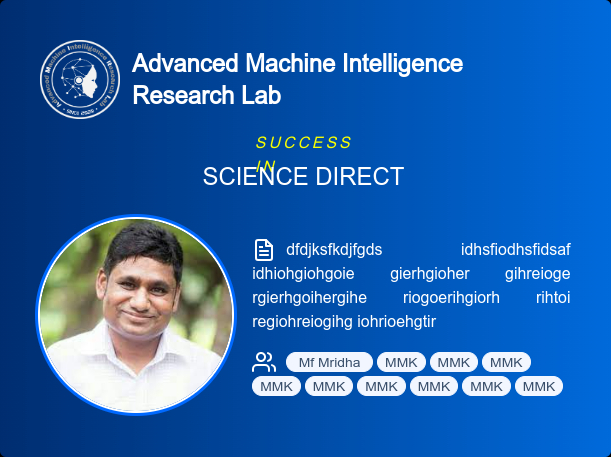 Advanced Machine Intelligence
Research Lab
SUCCESS
IN
SCIENCE DIRECT
dfdjksfkdjfgds idhsfiodhsfidsaf
idhiohgiohgoie gierhgioher gihreioge
rgierhgoihergihe riogoerihgiorh rihtoi
regiohreiogihg iohrioehgtir
Mf Mridha MMK MMK MMK
MMK MMK MMK MMK MMK MMK